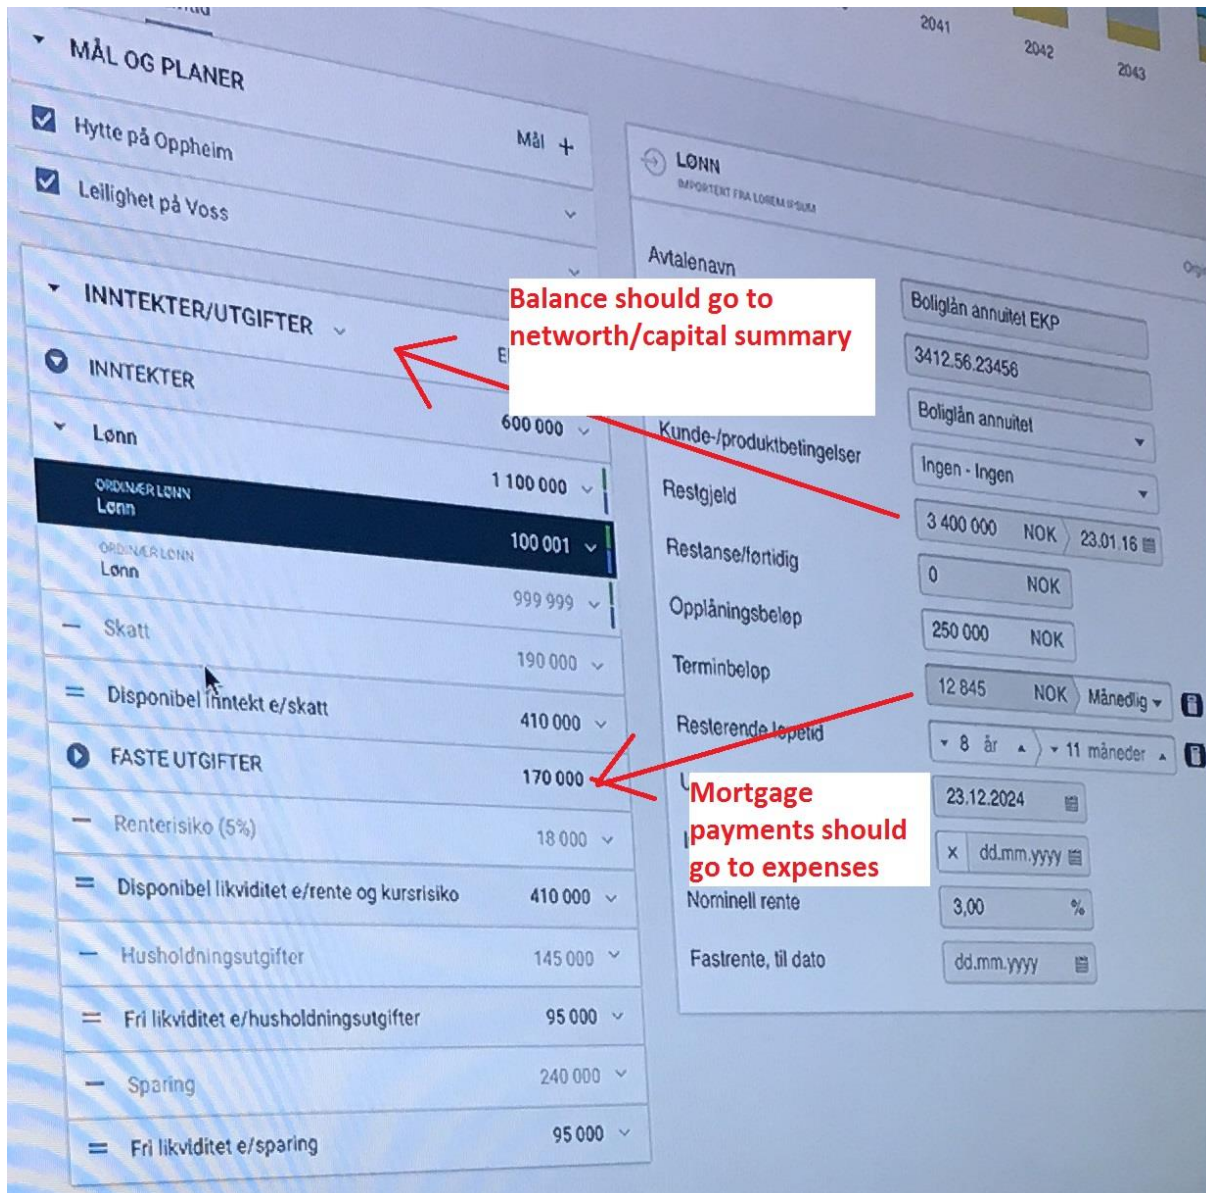 2041
2042
2043
MÅL OG PLANER
Mål +
Hytte på Oppheim
Leilighet på Voss
INNTEKTER/UTGIFTER
INNTEKTER
600 000
Lønn
1 100 000
ORDINÆR LØNN
Lønn
100 001
ORDINÆR LØNN
Lønn
999 999
Skatt
190 000
Disponibel inntekt e/skatt
410 000
FASTE UTGIFTER
170 000
Renterisiko (5%)
18 000
Disponibel likviditet e/rente og kursrisiko
410 000
Husholdningsutgifter
145 000
Fri likviditet e/husholdningsutgifter
95 000
Sparing
240 000
Fri likviditet e/sparing
95 000
Balance should go to
networth/capital summary
LØNN
IMPORTERT FRA LOREM IPSUM
Avtalenavn
Boliglån annuitet EKP
3412.56.23456
Boliglån annuitet
Kunde-/produktbetingelser
Ingen - Ingen
Restgjeld
3 400 000 NOK 23.01.16
Restanse/førtidig
0 NOK
Opplåningsbeløp
250 000 NOK
Terminbeløp
12 845 NOK Månedlig
Resterende løpetid
8 år 11 måneder
23.12.2024
x dd.mm.yyyy
Mortgage
payments should
go to expenses
Nominell rente
3,00 %
Fastrente, til dato
dd.mm.yyyy